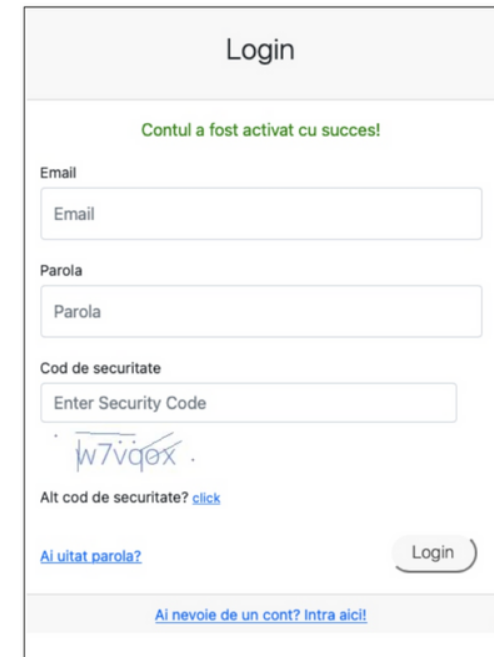 Login
Contul a fost activat cu succes!
Email
Email
Parola
Parola
Cod de securitate
Enter Security Code
w7vqox
Alt cod de securitate? click
Ai uitat parola?
Login
Ai nevoie de un cont? Intra aici!